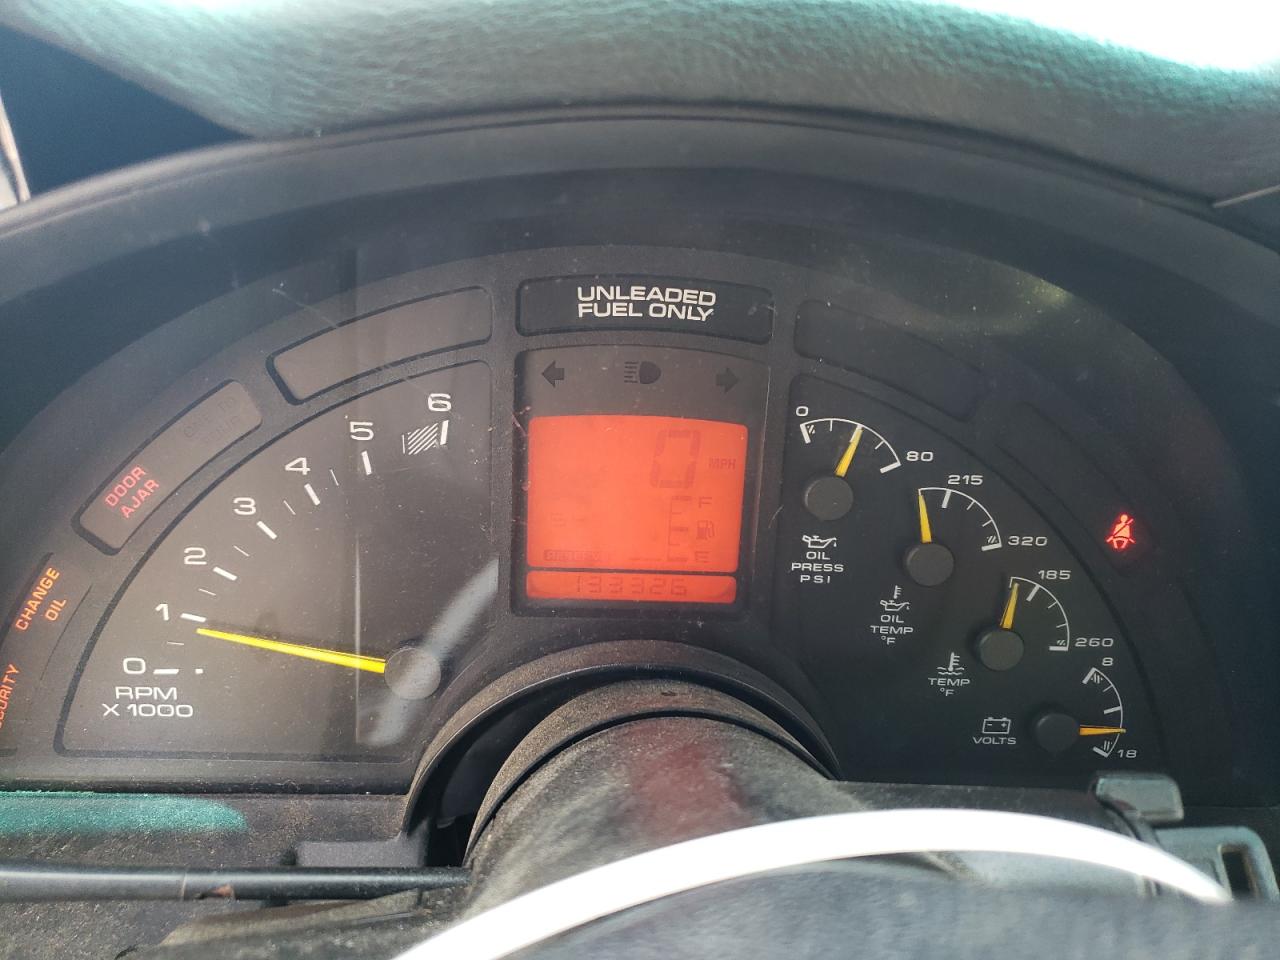 UNLEADED
FUEL ONLY
6
5
4
3
2
1
0
RPM
X 1000
DOOR
AJAR
CHANGE
OIL
0
MPH
F
E
E
RESERVE
133326
0
80
OIL
PRESS
PSI
215
320
OIL
TEMP
°F
185
260
TEMP
°F
8
18
VOLTS